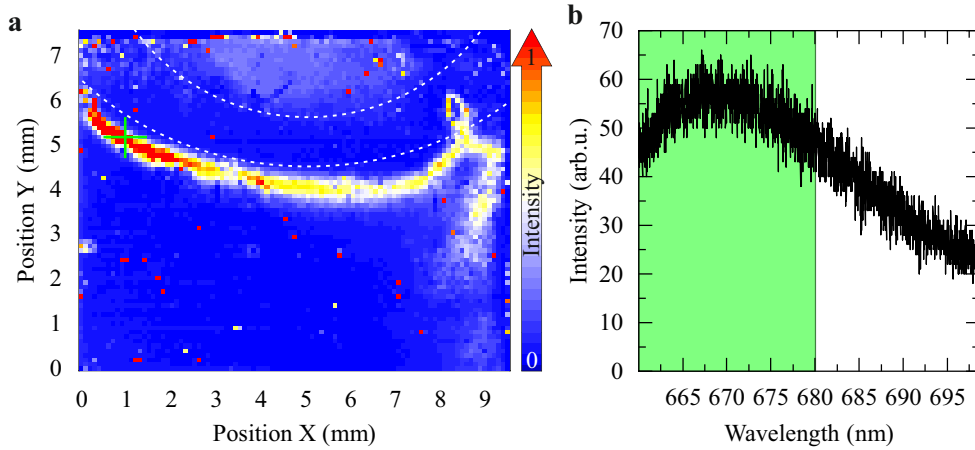 a
7
6
5
4
3
2
1
0
Position Y (mm)
0 1 2 3 4 5 6 7 8 9
Position X (mm)
1
Intensity
0
b
70
60
50
40
30
20
10
0
Intensity (arb.u.)
665 670 675 680 685 690 695
Wavelength (nm)